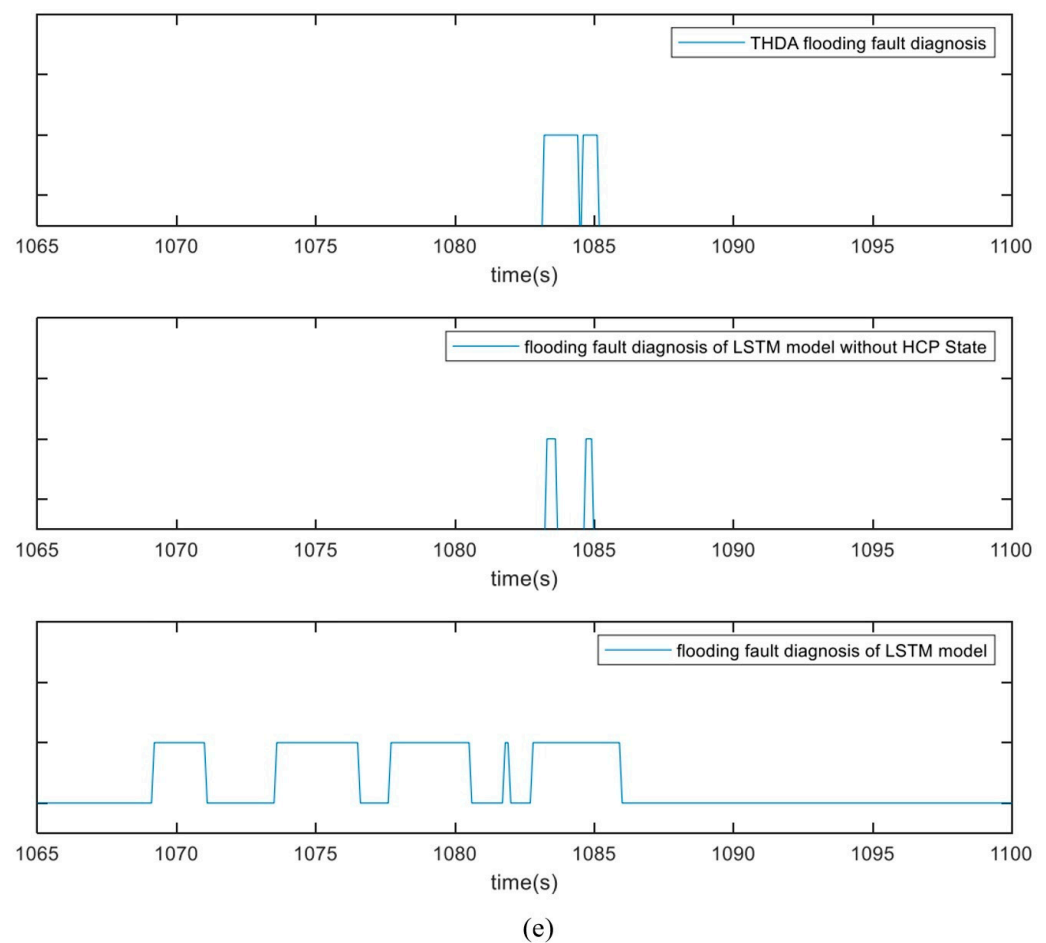 THDA flooding fault diagnosis
1065 1070 1075 1080 1085 1090 1095 1100
time(s)
flooding fault diagnosis of LSTM model without HCP State
1065 1070 1075 1080 1085 1090 1095 1100
time(s)
flooding fault diagnosis of LSTM model
1065 1070 1075 1080 1085 1090 1095 1100
time(s)
(e)